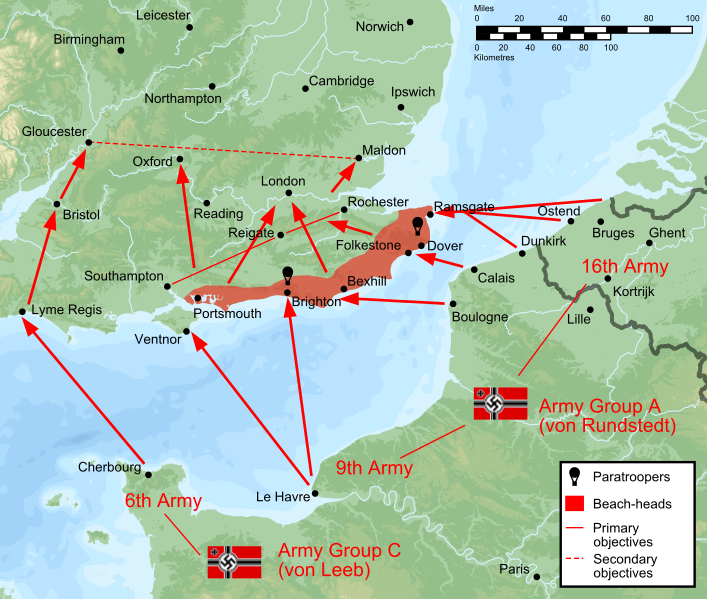 Miles
0 20 40 60 80 100
0 20 40 60 80 100
Kilometres
Leicester
Norwich
Birmingham
Cambridge
Northampton
Ipswich
Gloucester
Oxford
Maldon
London
Bristol
Reading
Rochester
Ramsgate
Reigate
Ostend
Bruges
Ghent
Folkestone
Dover
Dunkirk
16th Army
Southampton
Bexhill
Calais
Kortrijk
Lyme Regis
Portsmouth
Brighton
Boulogne
Lille
Ventnor
Army Group A
(von Rundstedt)
Cherbourg
9th Army
6th Army
Le Havre
Army Group C
(von Leeb)
Paris
Paratroopers
Beach-heads
Primary
objectives
Secondary
objectives